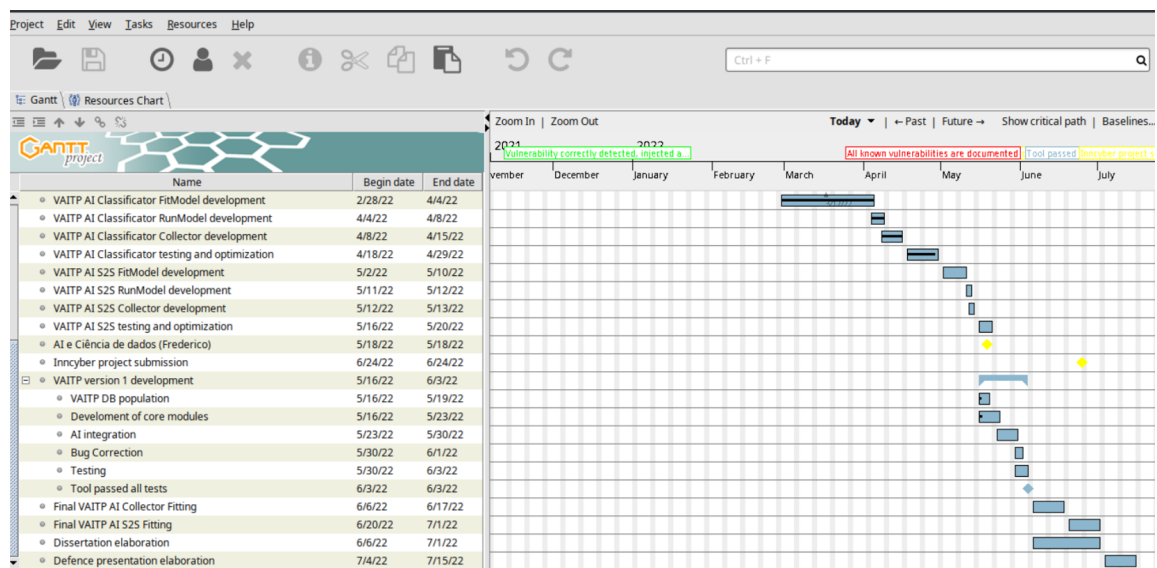 Project Edit View Tasks Resources Help
Ctrl + F
Gantt Resources Chart
Zoom In | Zoom Out Today | ←Past | Future→ Show critical path | Baselines...
GANTT project
2021 2022
Vulnerability correctly detected, injected a... All known vulnerabilities are documented Tool passed
Name Begin date End date vember December January February March April May June July
VAITP AI Classificator FitModel development 2/28/22 4/4/22
VAITP AI Classificator RunModel development 4/4/22 4/8/22
VAITP AI Classificator Collector development 4/8/22 4/15/22
VAITP AI Classificator testing and optimization 4/18/22 4/29/22
VAITP AI S2S FitModel development 5/2/22 5/10/22
VAITP AI S2S RunModel development 5/11/22 5/12/22
VAITP AI S2S Collector development 5/12/22 5/13/22
VAITP AI S2S testing and optimization 5/16/22 5/20/22
AI e Ciência de dados (Frederico) 5/18/22 5/18/22
Inncyber project submission 6/24/22 6/24/22
VAITP version 1 development 5/16/22 6/3/22
VAITP DB population 5/16/22 5/19/22
Develoment of core modules 5/16/22 5/23/22
AI integration 5/23/22 5/30/22
Bug Correction 5/30/22 6/1/22
Testing 5/30/22 6/3/22
Tool passed all tests 6/3/22 6/3/22
Final VAITP AI Collector Fitting 6/6/22 6/17/22
Final VAITP AI S2S Fitting 6/20/22 7/1/22
Dissertation elaboration 6/6/22 7/1/22
Defence presentation elaboration 7/4/22 7/15/22